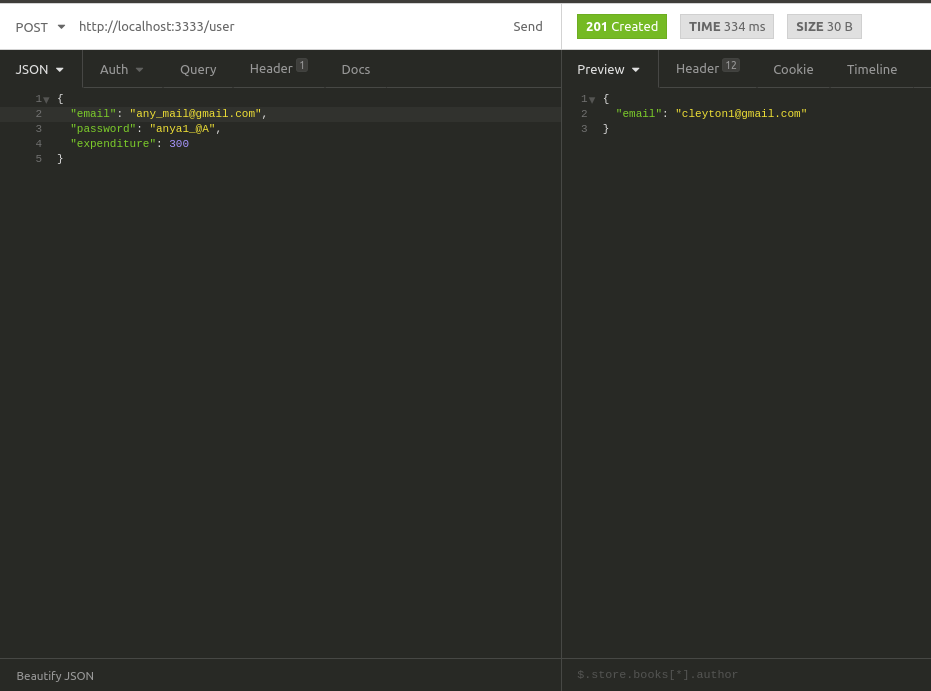 POST http://localhost:3333/user Send 201 Created TIME 334 ms SIZE 30 B
JSON Auth Query Header 1 Docs Preview Header 12 Cookie Timeline
1 {
2 "email": "any_mail@gmail.com",
3 "password": "anya1_@A",
4 "expenditure": 300
5 }
1 {
2 "email": "cleyton1@gmail.com"
3 }
Beautify JSON $.store.books[*].author